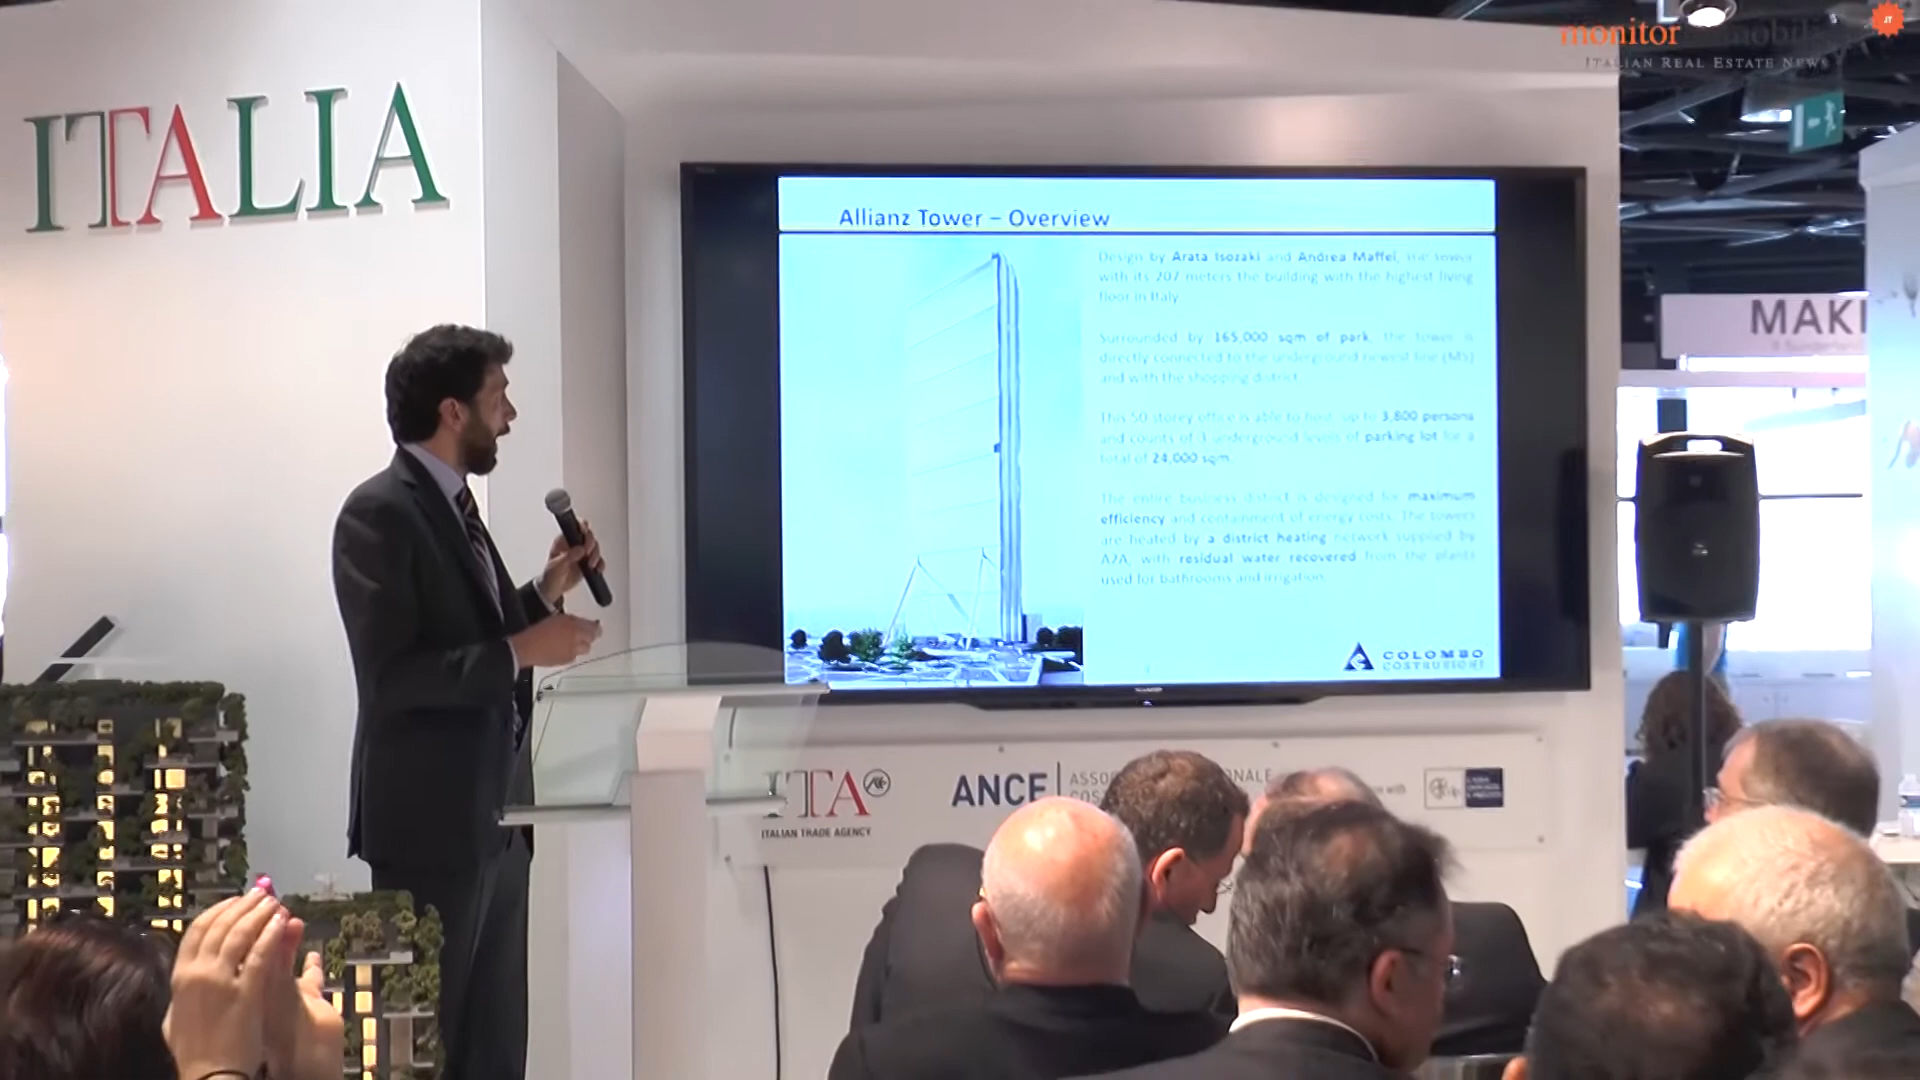 monitor
ITALIAN REAL ESTATE NEWS
ITALIA
Allianz Tower – Overview
Design by Arata Isozaki and Andrea Maffei, the tower
with its 207 meters the building with the highest living
floor in Italy
Surrounded by 165,000 sqm of park, the tower is
directly connected to the underground newest line (M5)
and with the shopping district
This 50 storey office is able to host up to 3,800 persons
and counts of 3 underground levels of parking lot for a
total of 24,000 sqm.
The entire business district is designed for maximum
efficiency and containment of energy costs. The towers
are heated by a district heating network supplied by
A2A, with residual water recovered from the plants
used for bathrooms and irrigation.
COLOMBO
COSTRUZIONI
MAKI
ITA
ITALIAN TRADE AGENCY
ANCE